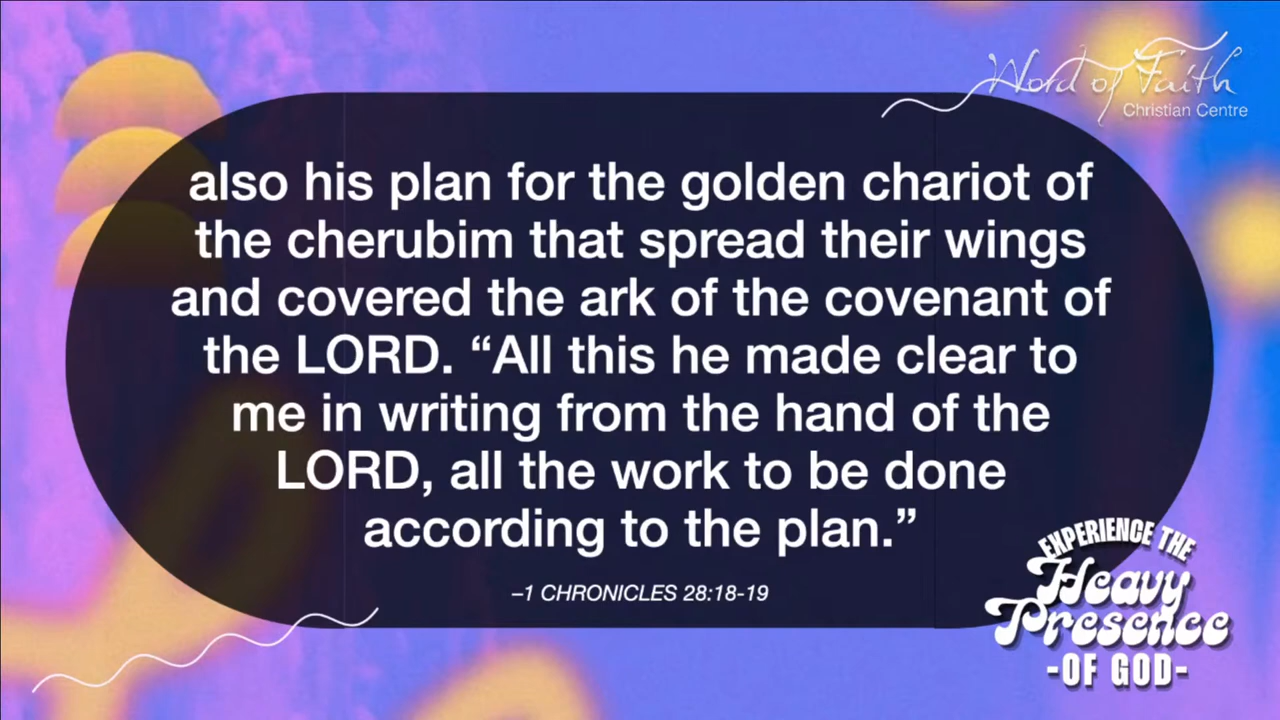 Word of Faith
Christian Centre
also his plan for the golden chariot of
the cherubim that spread their wings
and covered the ark of the covenant of
the LORD. “All this he made clear to
me in writing from the hand of the
LORD, all the work to be done
according to the plan.”
–1 CHRONICLES 28:18-19
EXPERIENCE THE
Heavy
Presence
-OF GOD-